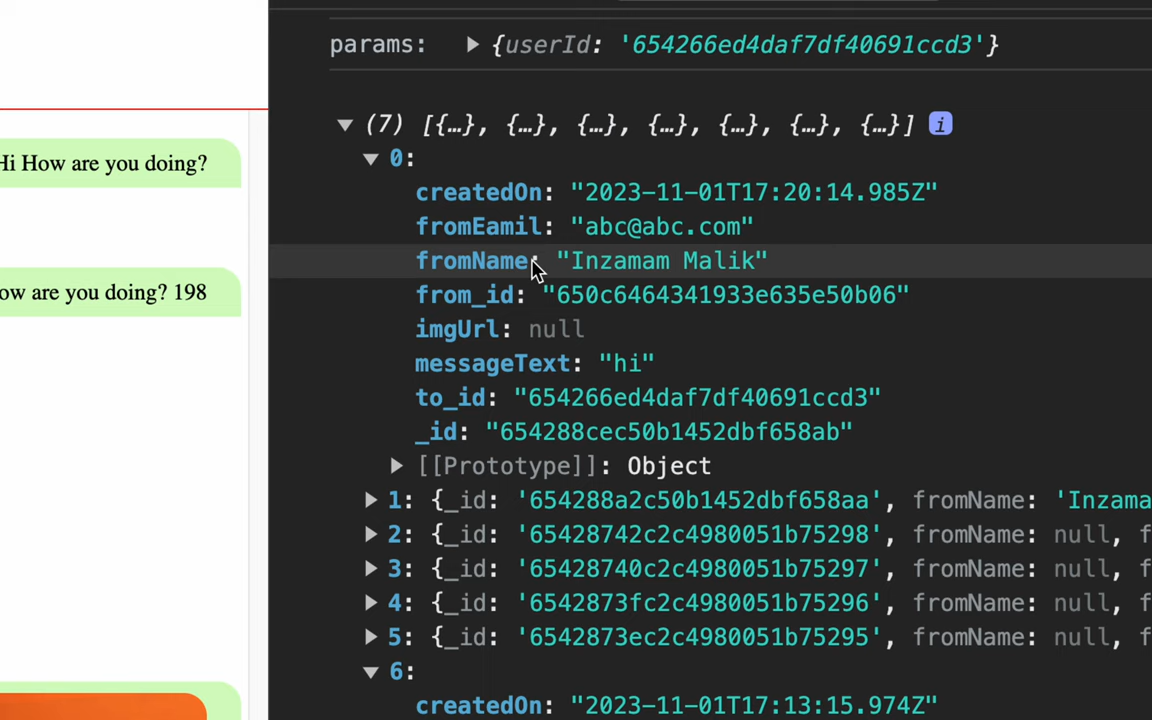 params: ▶ {userId: '654266ed4daf7df40691ccd3'}
▼ (7) [{…}, {…}, {…}, {…}, {…}, {…}, {…}] i
Hi How are you doing?
▼ 0:
createdOn: "2023-11-01T17:20:14.985Z"
fromEamil: "abc@abc.com"
fromName: "Inzamam Malik"
ow are you doing? 198
from_id: "650c6464341933e635e50b06"
imgUrl: null
messageText: "hi"
to_id: "654266ed4daf7df40691ccd3"
_id: "654288cec50b1452dbf658ab"
▶ [[Prototype]]: Object
▶ 1: {_id: '654288a2c50b1452dbf658aa', fromName: 'Inzama
▶ 2: {_id: '65428742c2c4980051b75298', fromName: null, f
▶ 3: {_id: '65428740c2c4980051b75297', fromName: null, f
▶ 4: {_id: '6542873fc2c4980051b75296', fromName: null, f
▶ 5: {_id: '6542873ec2c4980051b75295', fromName: null, f
▼ 6:
createdOn: "2023-11-01T17:13:15.974Z"